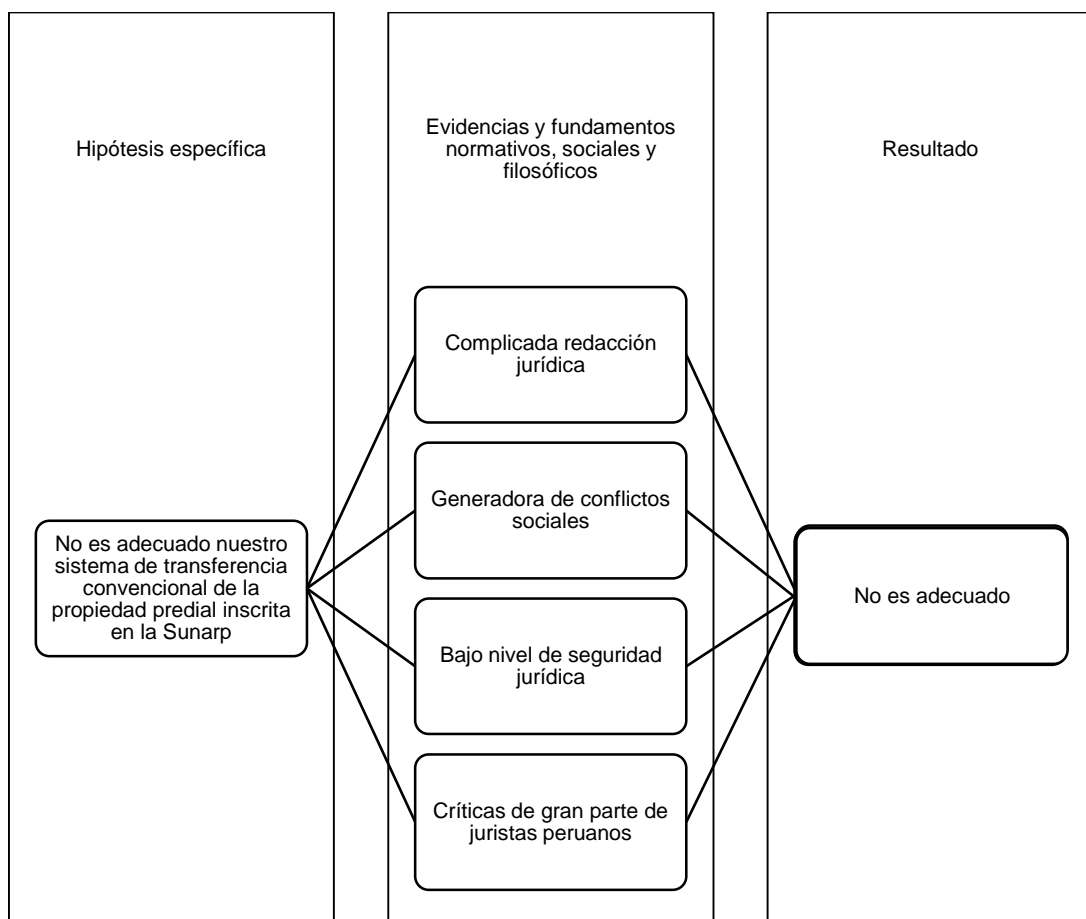 Hipótesis específica
Evidencias y fundamentos
normativos, sociales y
filosóficos
Resultado
No es adecuado nuestro
sistema de transferencia
convencional de la
propiedad predial inscrita
en la Sunarp
Complicada redacción
jurídica
Generadora de conflictos
sociales
Bajo nivel de seguridad
jurídica
Críticas de gran parte de
juristas peruanos
No es adecuado